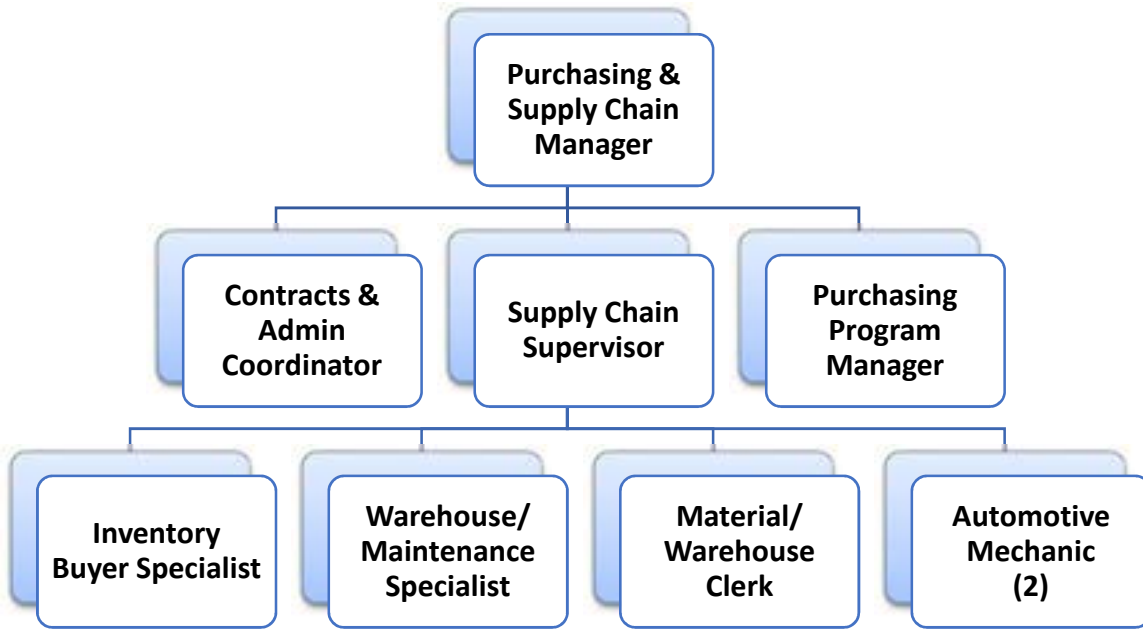 Purchasing &
Supply Chain
Manager
Contracts &
Admin
Coordinator
Supply Chain
Supervisor
Purchasing
Program
Manager
Inventory
Buyer Specialist
Warehouse/
Maintenance
Specialist
Material/
Warehouse
Clerk
Automotive
Mechanic
(2)